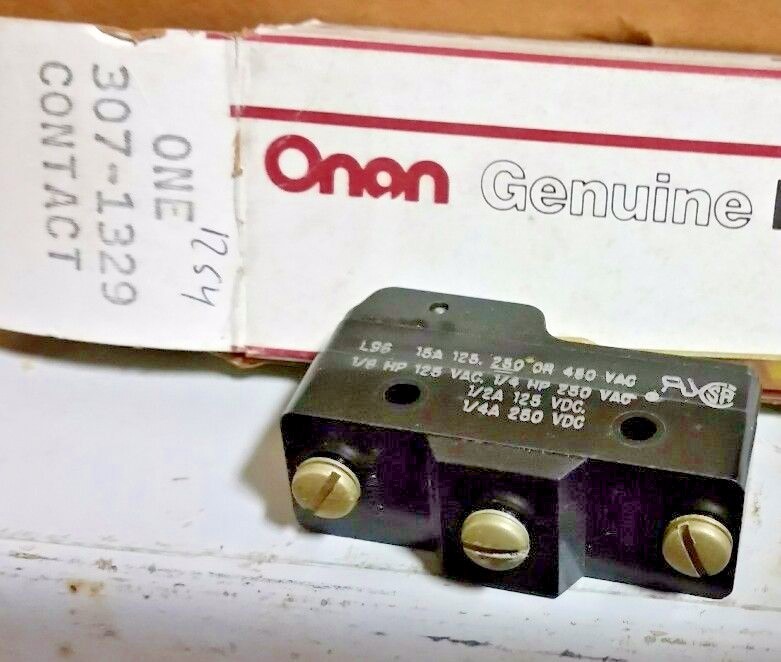 ONE
307-1329
CONTACT
1254
Onan Genuine
L96 15A 125, 250 OR 480 VAC
1/8 HP 125 VAC, 1/4 HP 250 VAC
1/2A 125 VDC.
1/4A 250 VDC